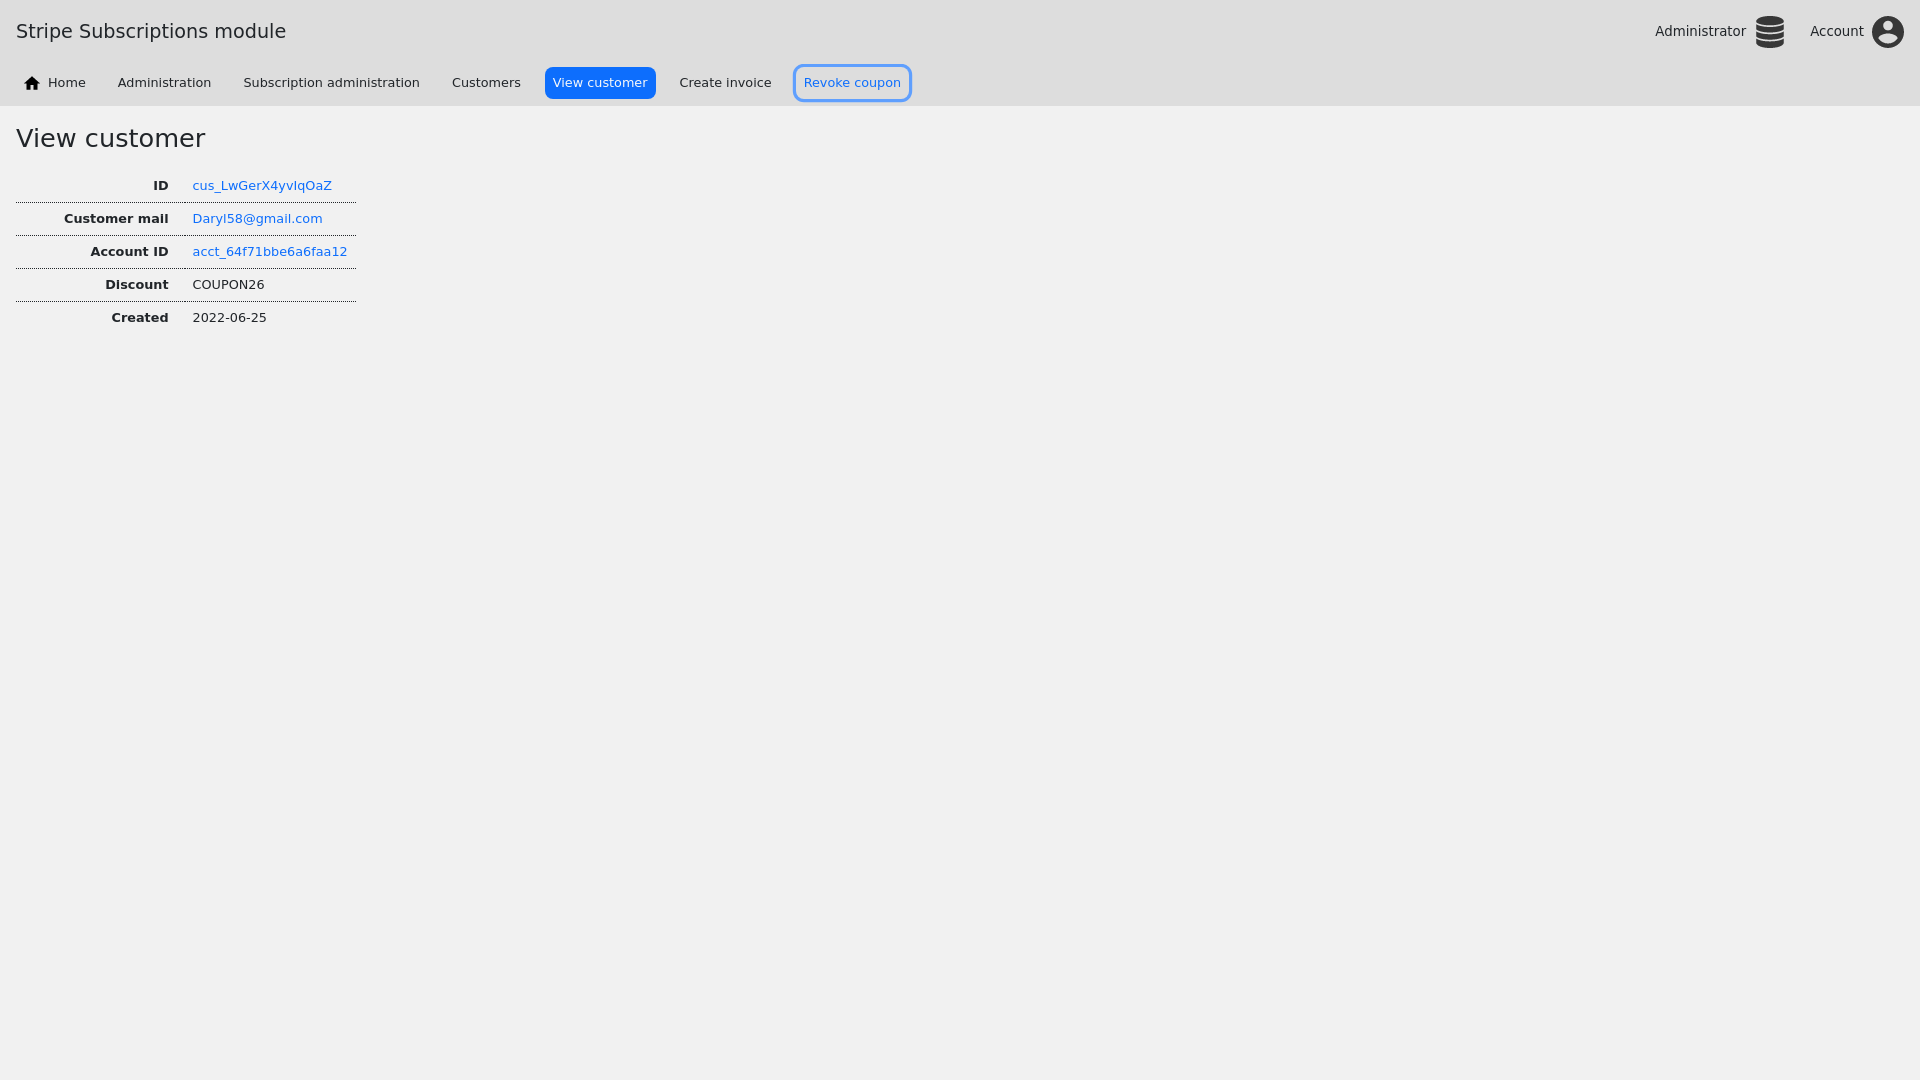 Stripe Subscriptions module
Administrator
Account
Home
Administration
Subscription administration
Customers
View customer
Create invoice
Revoke coupon
View customer
ID cus_LwGerX4yvIqOaZ
Customer mail Daryl58@gmail.com
Account ID acct_64f71bbe6a6faa12
Discount COUPON26
Created 2022-06-25